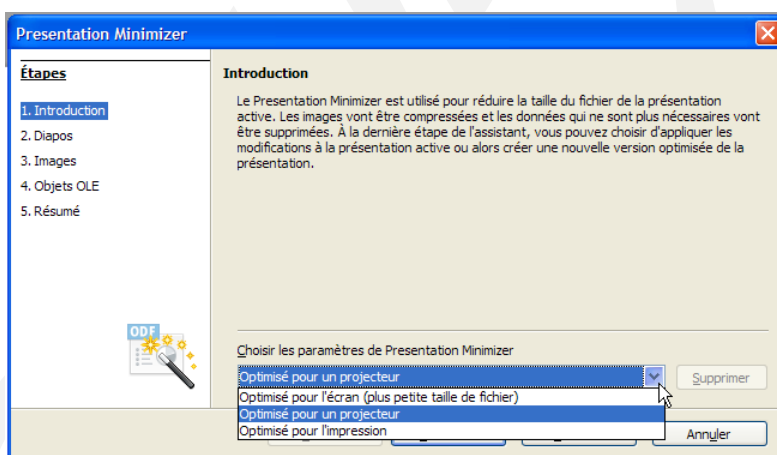 Presentation Minimizer
Étapes
1. Introduction
2. Diapos
3. Images
4. Objets OLE
5. Résumé
ODF
Introduction
Le Presentation Minimizer est utilisé pour réduire la taille du fichier de la présentation
active. Les images vont être compressées et les données qui ne sont plus nécessaires vont
être supprimées. À la dernière étape de l'assistant, vous pouvez choisir d'appliquer les
modifications à la présentation active ou alors créer une nouvelle version optimisée de la
présentation.
Choisir les paramètres de Presentation Minimizer
Optimisé pour un projecteur
Supprimer
Optimisé pour l'écran (plus petite taille de fichier)
Optimisé pour un projecteur
Optimisé pour l'impression
Annuler